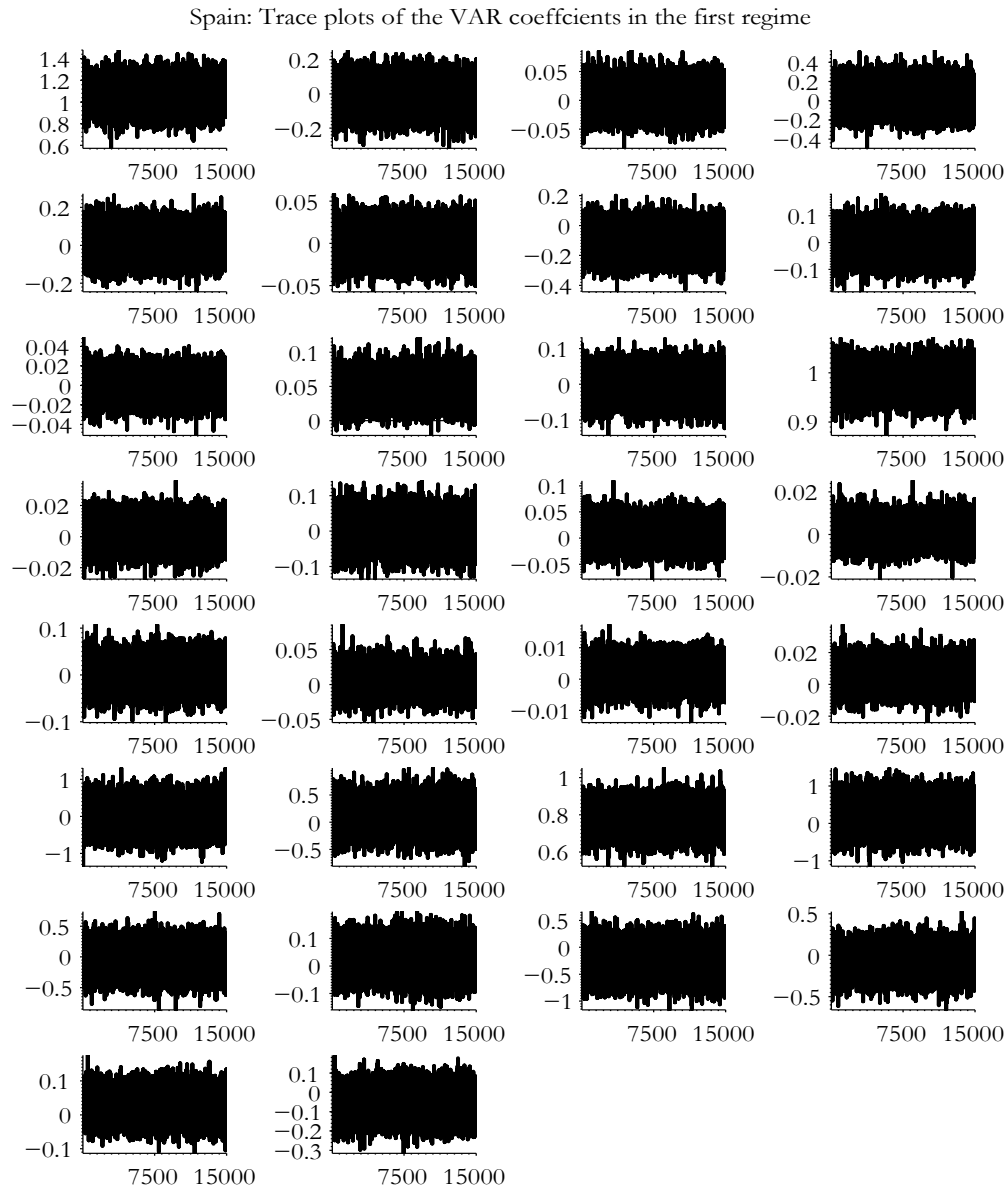 Spain: Trace plots of the VAR coeffcients in the first regime
1.4 0.2 0.05 0.4
1.2 0 0 0.2
1 −0.2 −0.05 0
0.8 −0.2
0.6 −0.4
7500 15000 7500 15000 7500 15000 7500 15000
0.2 0.05 0.2 0.1
0 0 0 0
−0.2 −0.05 −0.2 −0.1
−0.4
7500 15000 7500 15000 7500 15000 7500 15000
0.04 0.1 0.1 1
0.02 0.05 0 0.9
0 0 −0.1
−0.02
−0.04
7500 15000 7500 15000 7500 15000 7500 15000
0.02 0.1 0.1 0.02
0 0 0.05 0
−0.02 −0.1 0 −0.02
−0.05
7500 15000 7500 15000 7500 15000 7500 15000
0.1 0.05 0.01 0.02
0 0 0 0
−0.1 −0.05 −0.01 −0.02
7500 15000 7500 15000 7500 15000 7500 15000
1 0.5 1 1
0 0 0.8 0
−1 −0.5 0.6 −1
7500 15000 7500 15000 7500 15000 7500 15000
0.5 0.1 0.5 0.5
0 0 0 0
−0.5 −0.1 −0.5 −0.5
−1
7500 15000 7500 15000 7500 15000 7500 15000
0.1 0.1
0 0
−0.1 −0.1
−0.2
−0.3
7500 15000 7500 15000